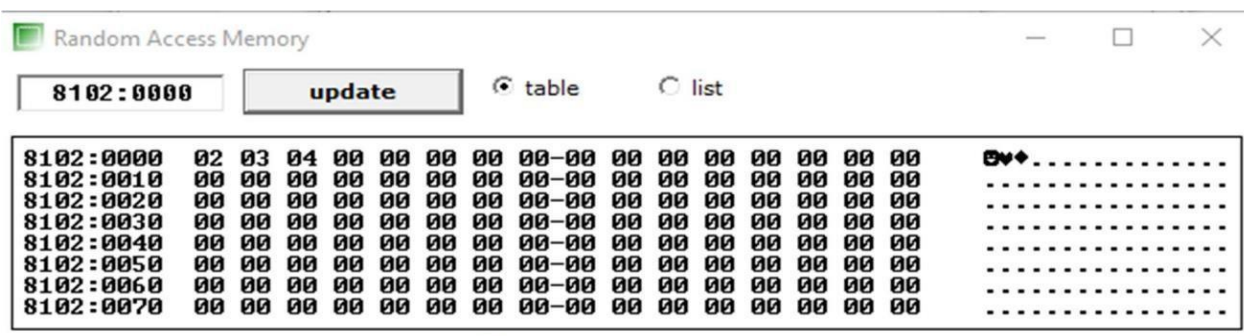 Random Access Memory
8102:0000 update table list
8102:0000 02 03 04 00 00 00 00 00-00 00 00 00 00 00 00 00 ☻♥♦.............
8102:0010 00 00 00 00 00 00 00 00-00 00 00 00 00 00 00 00 ................
8102:0020 00 00 00 00 00 00 00 00-00 00 00 00 00 00 00 00 ................
8102:0030 00 00 00 00 00 00 00 00-00 00 00 00 00 00 00 00 ................
8102:0040 00 00 00 00 00 00 00 00-00 00 00 00 00 00 00 00 ................
8102:0050 00 00 00 00 00 00 00 00-00 00 00 00 00 00 00 00 ................
8102:0060 00 00 00 00 00 00 00 00-00 00 00 00 00 00 00 00 ................
8102:0070 00 00 00 00 00 00 00 00-00 00 00 00 00 00 00 00 ................